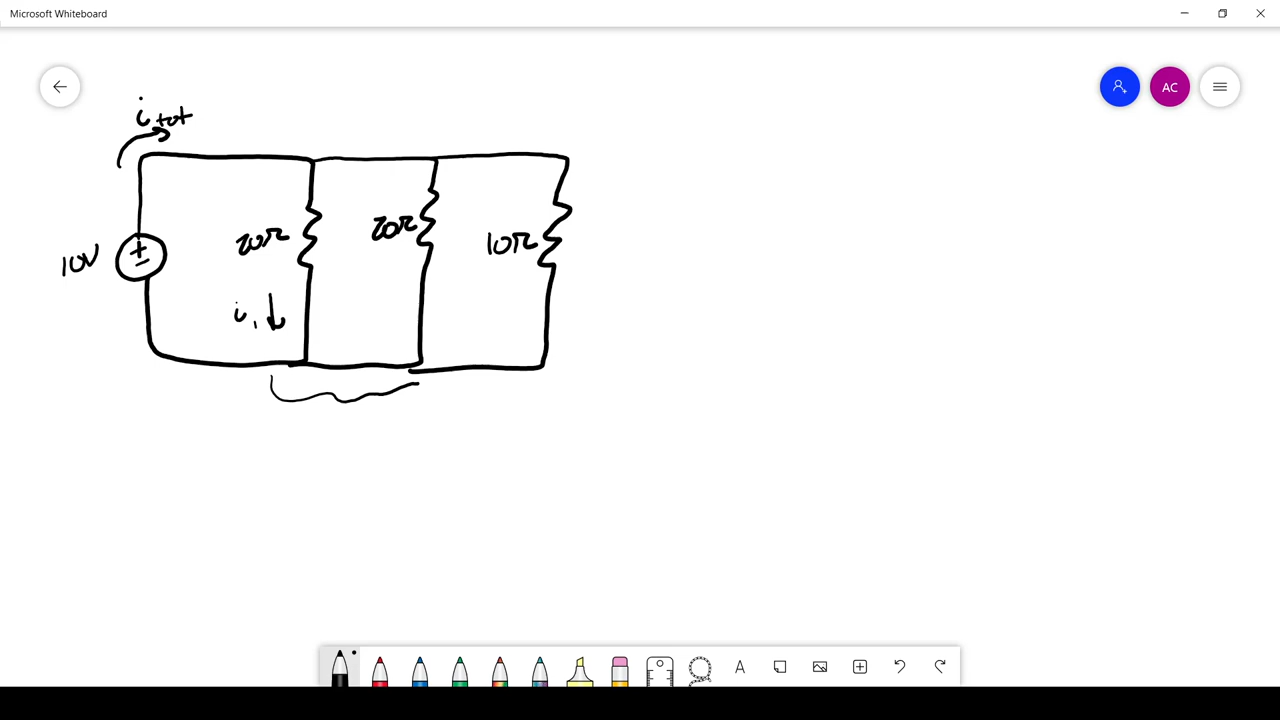 Microsoft Whiteboard
AC
i tot
10V
20Ω
20Ω
10Ω
i1
A